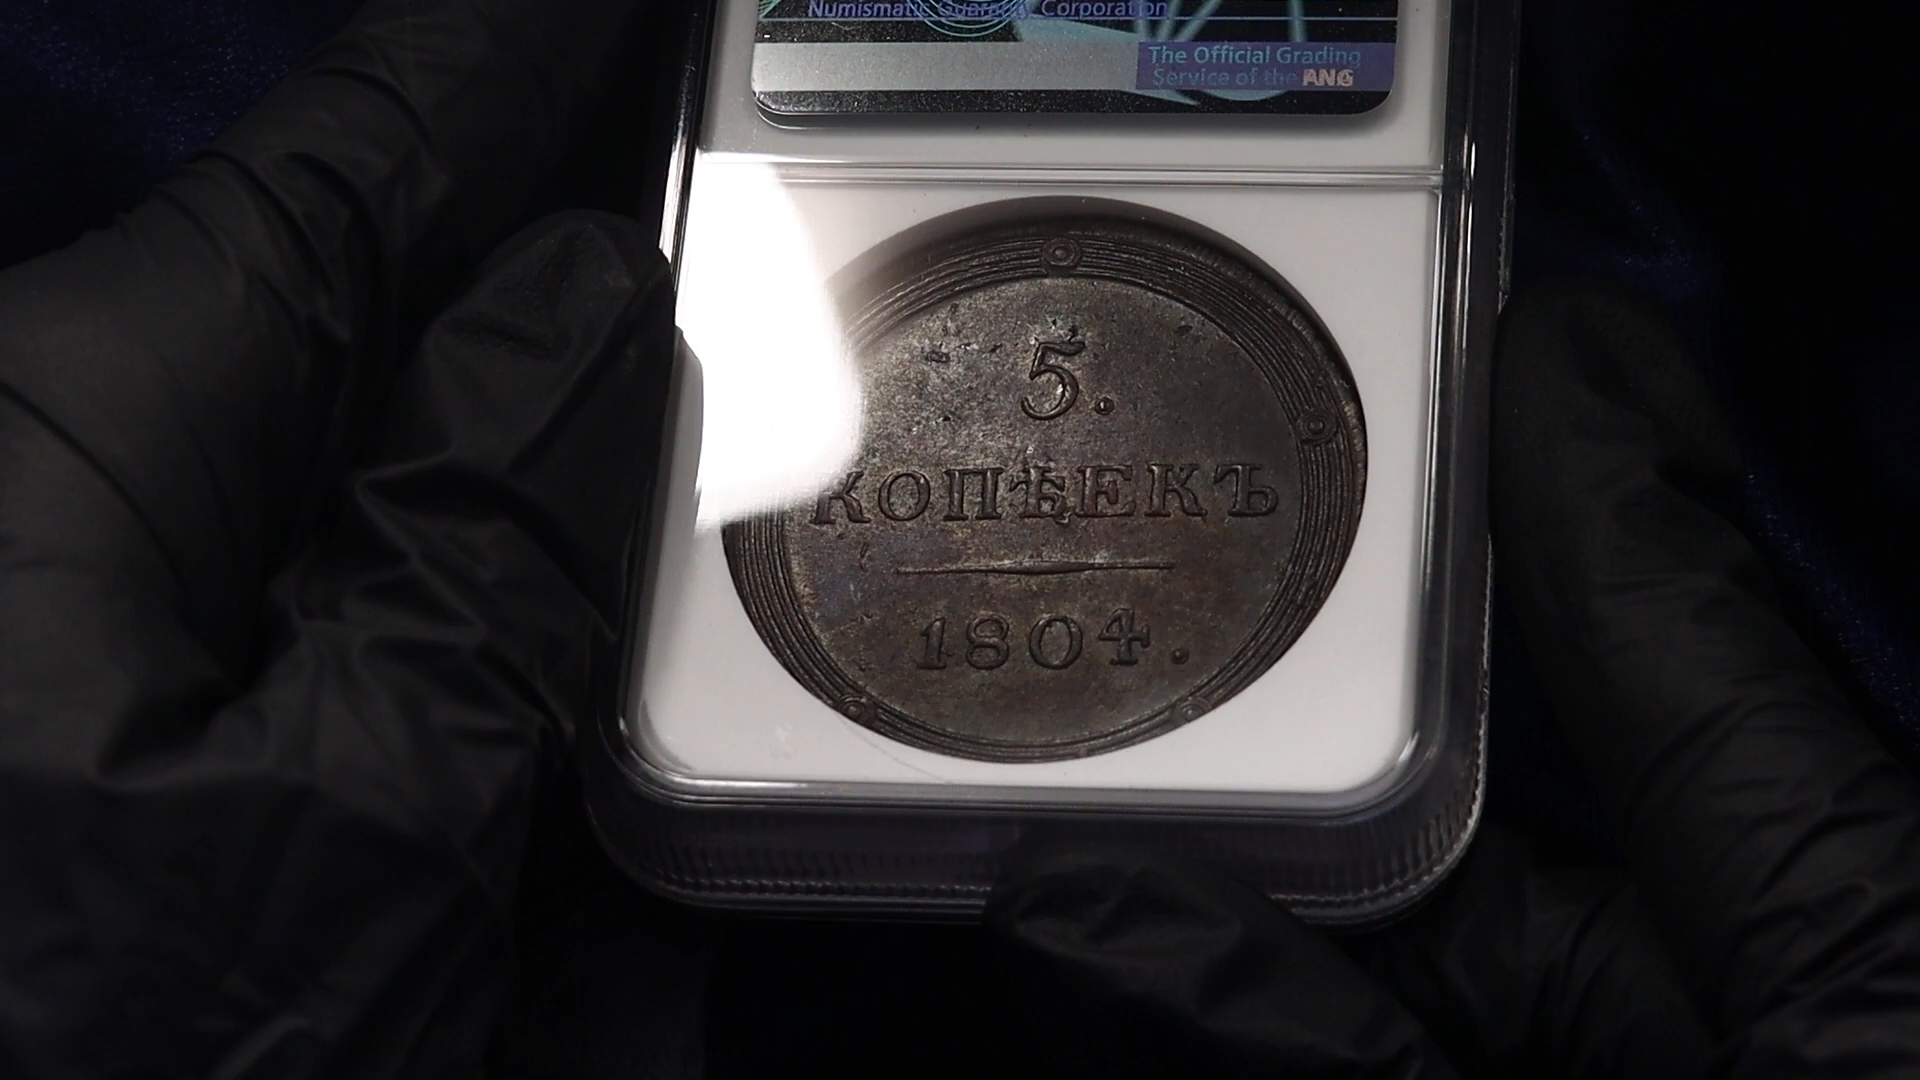 Numismatic Guaranty Corporation
The Official Grading
Service of the ANA
5.
КОПѢЕКЪ
1804.